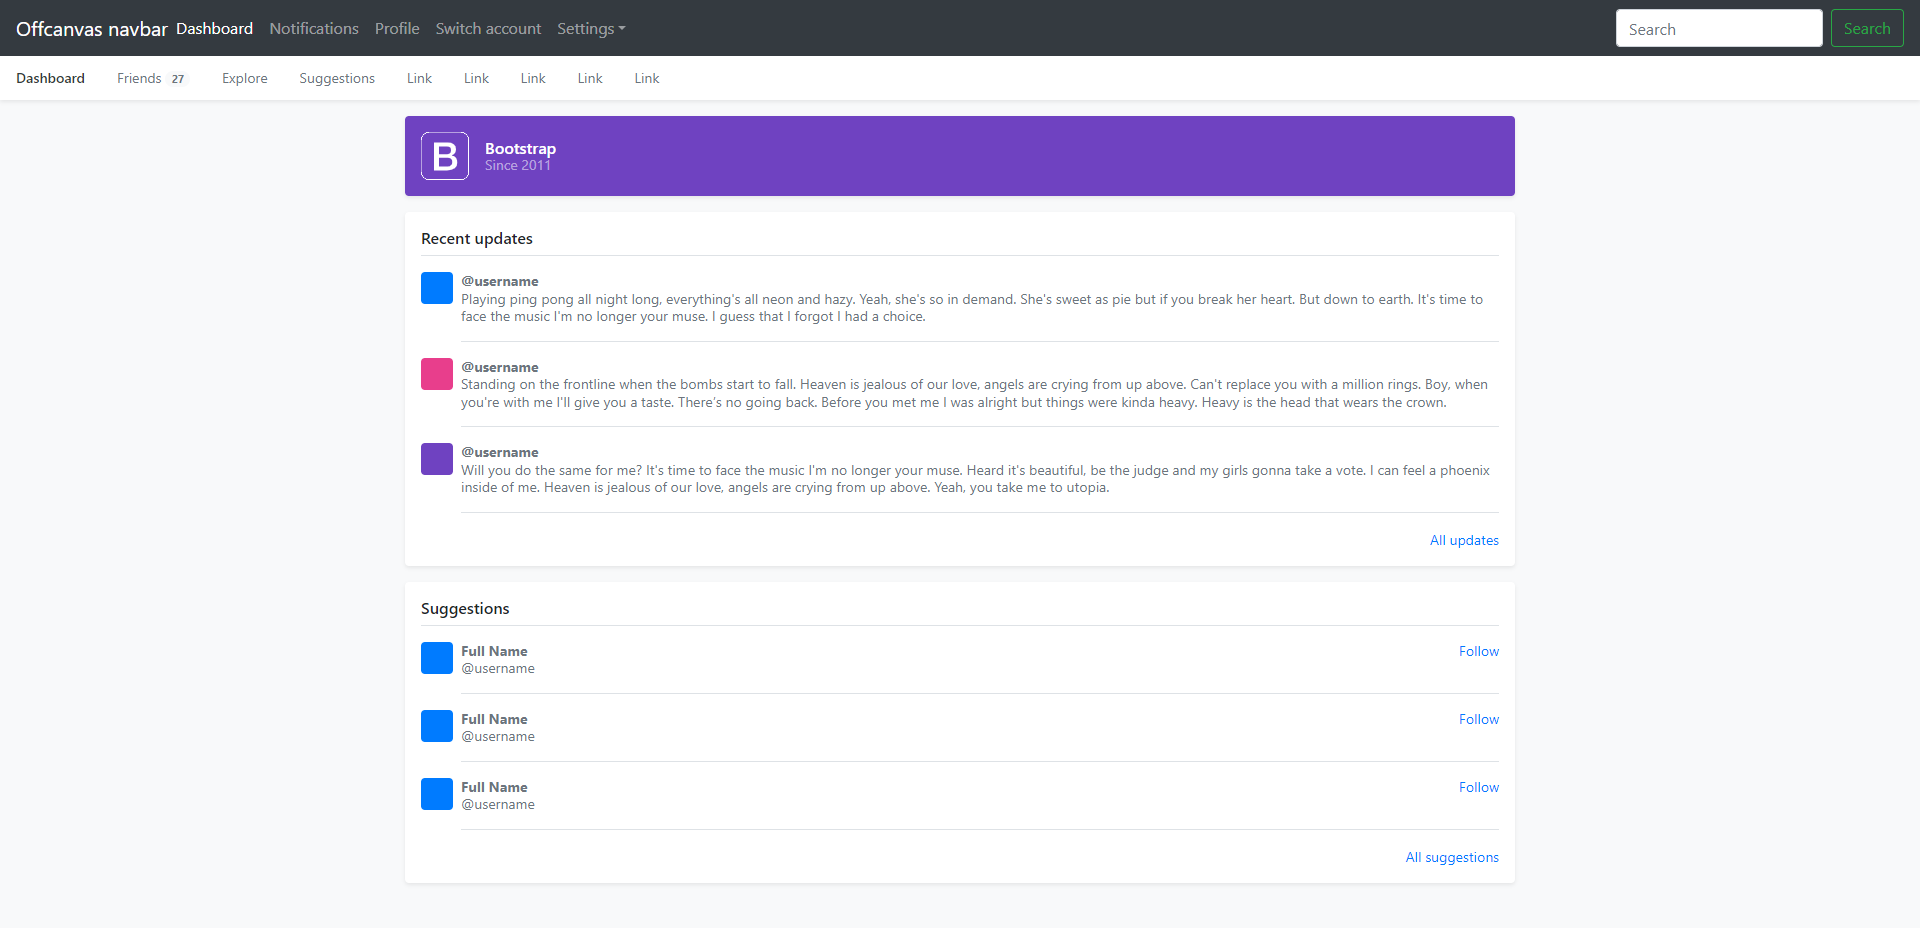 Offcanvas navbar Dashboard Notifications Profile Switch account Settings Search Search
Dashboard Friends 27 Explore Suggestions Link Link Link Link Link
B
Bootstrap
Since 2011
Recent updates
@username
Playing ping pong all night long, everything's all neon and hazy. Yeah, she's so in demand. She's sweet as pie but if you break her heart. But down to earth. It's time to
face the music I'm no longer your muse. I guess that I forgot I had a choice.
@username
Standing on the frontline when the bombs start to fall. Heaven is jealous of our love, angels are crying from up above. Can't replace you with a million rings. Boy, when
you're with me I'll give you a taste. There's no going back. Before you met me I was alright but things were kinda heavy. Heavy is the head that wears the crown.
@username
Will you do the same for me? It's time to face the music I'm no longer your muse. Heard it's beautiful, be the judge and my girls gonna take a vote. I can feel a phoenix
inside of me. Heaven is jealous of our love, angels are crying from up above. Yeah, you take me to utopia.
All updates
Suggestions
Full Name Follow
@username
Full Name Follow
@username
Full Name Follow
@username
All suggestions